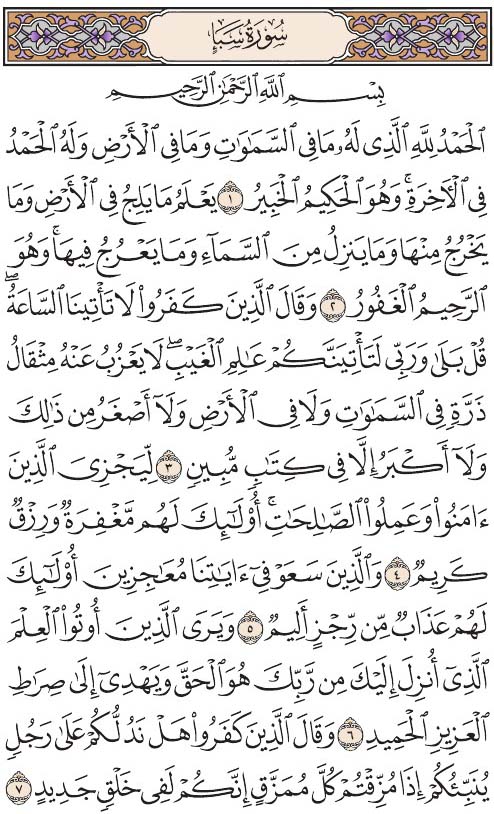 سُورَةُ سَبَإٍ
بِسْمِ ٱللَّهِ ٱلرَّحْمَٰنِ ٱلرَّحِيمِ
ٱلْحَمْدُ لِلَّهِ ٱلَّذِى لَهُۥ مَا فِى ٱلسَّمَٰوَٰتِ وَمَا فِى ٱلْأَرْضِ وَلَهُ ٱلْحَمْدُ
فِى ٱلْأَخِرَةِ ۚ وَهُوَ ٱلْحَكِيمُ ٱلْخَبِيرُ ١ يَعْلَمُ مَا يَلِجُ فِى ٱلْأَرْضِ وَمَا
يَخْرُجُ مِنْهَا وَمَا يَنزِلُ مِنَ ٱلسَّمَآءِ وَمَا يَعْرُجُ فِيهَا ۚ وَهُوَ
ٱلرَّحِيمُ ٱلْغَفُورُ ٢ وَقَالَ ٱلَّذِينَ كَفَرُوا۟ لَا تَأْتِينَا ٱلسَّاعَةُ ۖ
قُلْ بَلَىٰ وَرَبِّى لَتَأْتِيَنَّكُمْ عَٰلِمِ ٱلْغَيْبِ ۖ لَا يَعْزُبُ عَنْهُ مِثْقَالُ
ذَرَّةٍ فِى ٱلسَّمَٰوَٰتِ وَلَا فِى ٱلْأَرْضِ وَلَآ أَصْغَرُ مِن ذَٰلِكَ
وَلَآ أَكْبَرُ إِلَّا فِى كِتَٰبٍ مُّبِينٍ ٣ لِّيَجْزِىَ ٱلَّذِينَ
ءَامَنُوا۟ وَعَمِلُوا۟ ٱلصَّٰلِحَٰتِ ۚ أُو۟لَٰٓئِكَ لَهُم مَّغْفِرَةٌ وَرِزْقٌ
كَرِيمٌ ٤ وَٱلَّذِينَ سَعَوْ فِىٓ ءَايَٰتِنَا مُعَٰجِزِينَ أُو۟لَٰٓئِكَ
لَهُمْ عَذَابٌ مِّن رِّجْزٍ أَلِيمٌ ٥ وَيَرَى ٱلَّذِينَ أُوتُوا۟ ٱلْعِلْمَ
ٱلَّذِىٓ أُنزِلَ إِلَيْكَ مِن رَّبِّكَ هُوَ ٱلْحَقَّ وَيَهْدِىٓ إِلَىٰ صِرَٰطِ
ٱلْعَزِيزِ ٱلْحَمِيدِ ٦ وَقَالَ ٱلَّذِينَ كَفَرُوا۟ هَلْ نَدُلُّكُمْ عَلَىٰ رَجُلٍ
يُنَبِّئُكُمْ إِذَا مُزِّقْتُمْ كُلَّ مُمَزَّقٍ إِنَّكُمْ لَفِى خَلْقٍ جَدِيدٍ ٧